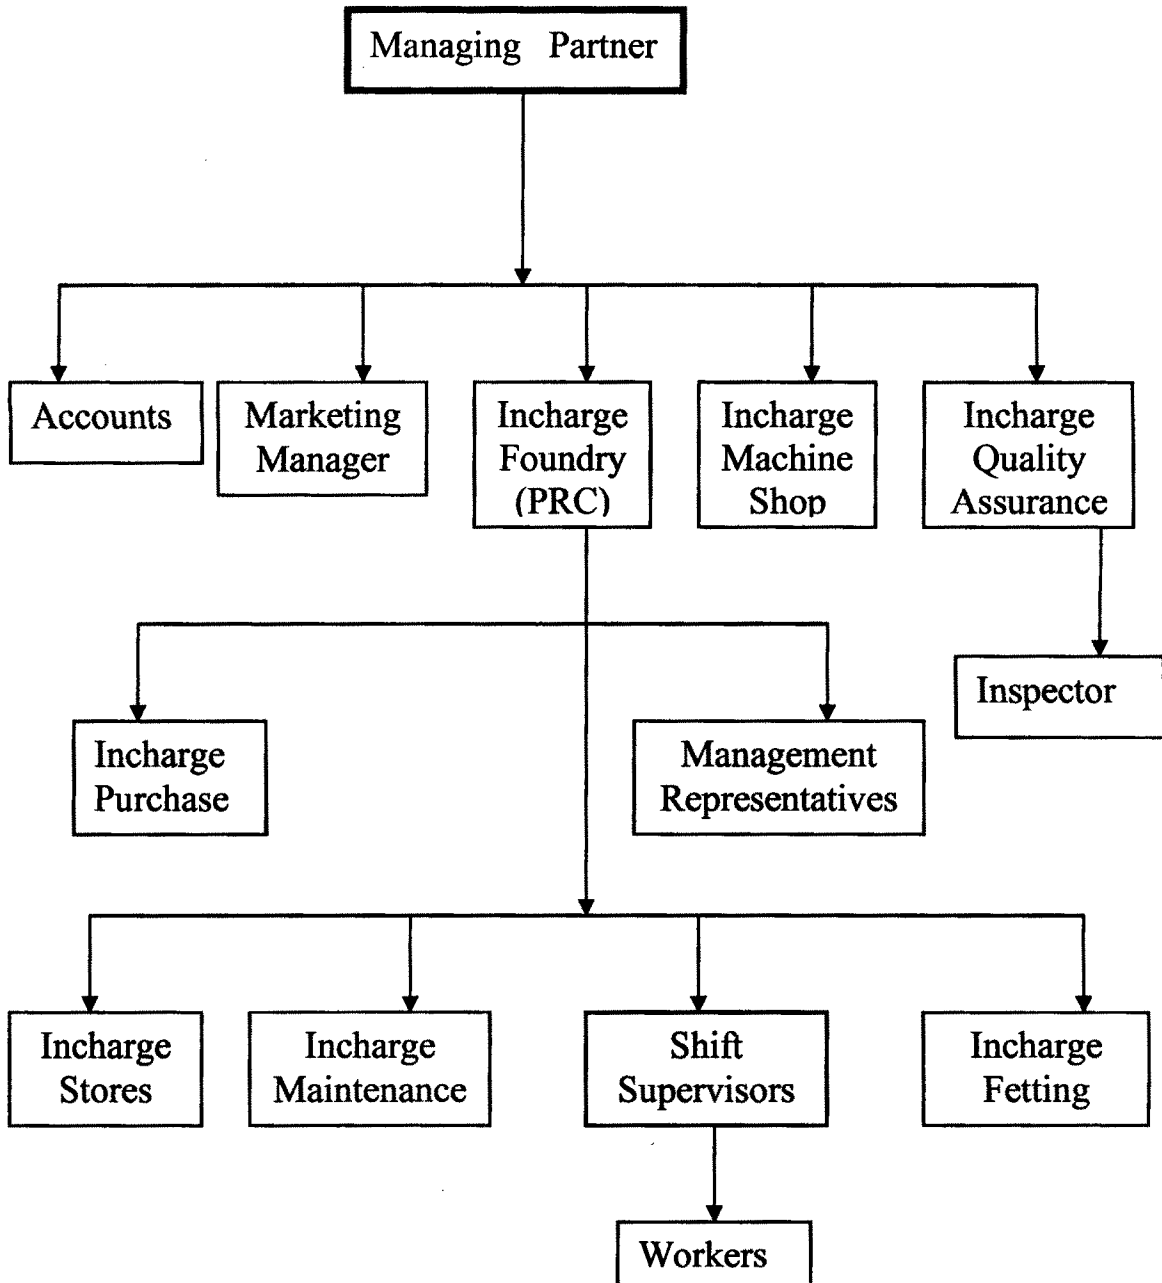 Managing Partner
Accounts
Marketing
Manager
Incharge
Foundry
(PRC)
Incharge
Machine
Shop
Incharge
Quality
Assurance
Inspector
Incharge
Purchase
Management
Representatives
Incharge
Stores
Incharge
Maintenance
Shift
Supervisors
Incharge
Fetting
Workers